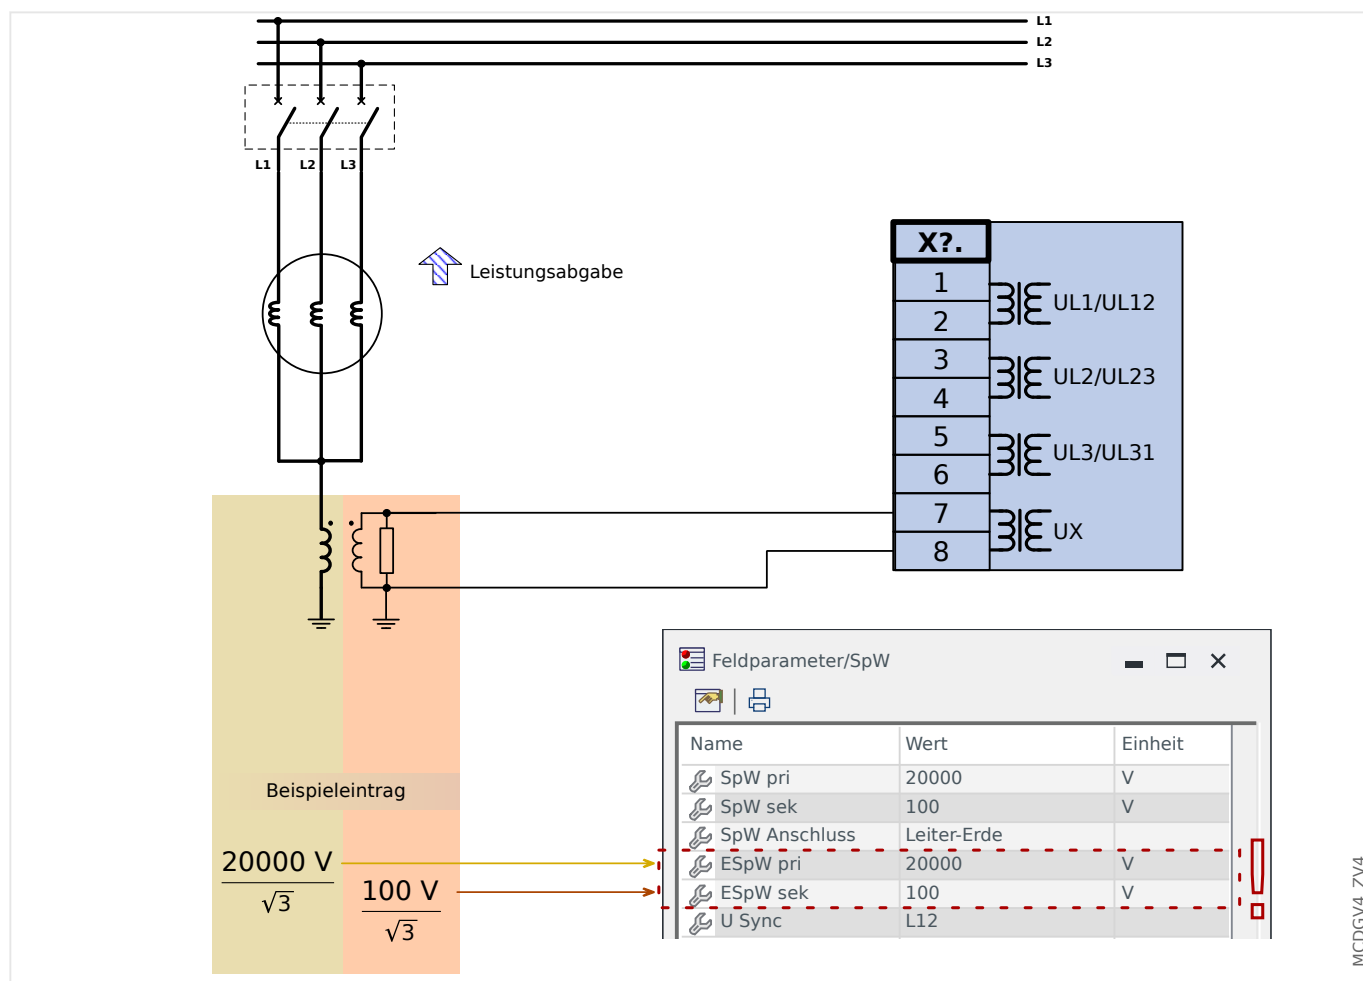 L1
L2
L3
L1 L2 L3
Leistungsabgabe
X?.
1
2
UL1/UL12
3
4
UL2/UL23
5
6
UL3/UL31
7
8
UX
Feldparameter/SpW
Name Wert Einheit
SpW pri 20000 V
SpW sek 100 V
SpW Anschluss Leiter-Erde
ESpW pri 20000 V
ESpW sek 100 V
U Sync L12
Beispieleintrag
20000 V
√3
100 V
√3
MCDGV4_ZV4